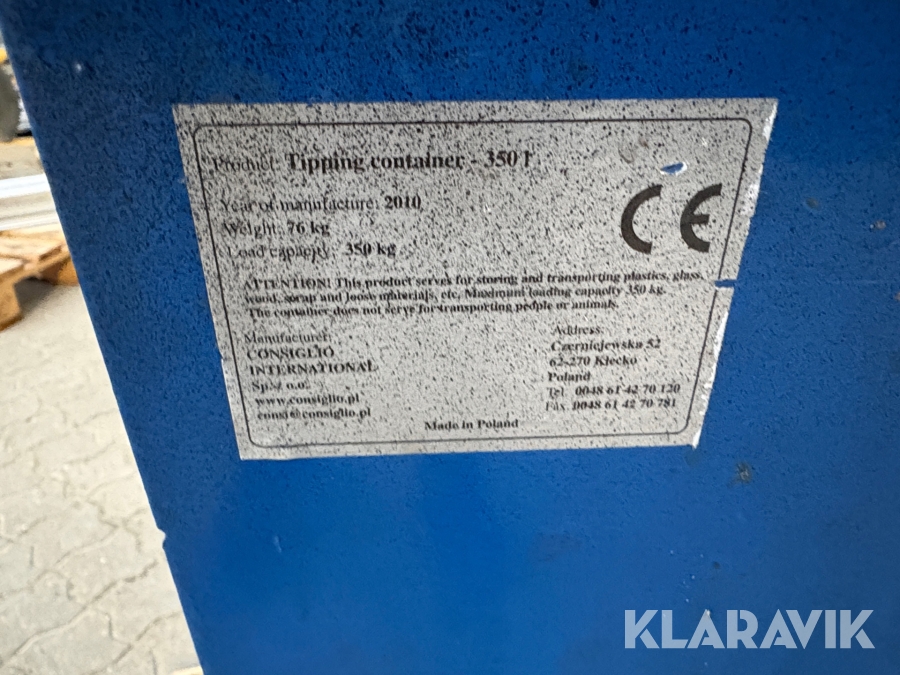 Product: Tipping container - 350 l
Year of manufacture: 2010
Weight: 76 kg
Load capacity: 350 kg
CE
ATTENTION! This product serves for storing and transporting plastics, glass,
wood, scrap and loose materials, etc. Maximum loading capacity 350 kg.
The container does not serve for transporting people or animals.
Manufacturer:
CONSIGLIO
INTERNATIONAL
Sp. z o.o.
www.consiglio.pl
@consiglio.pl
Address:
Czerniejewska 52
62-270 Kłecko
Poland
Tel. 0048 61 42 70 120
Fax. 0048 61 42 70 781
Made in Poland
KLARAVIK